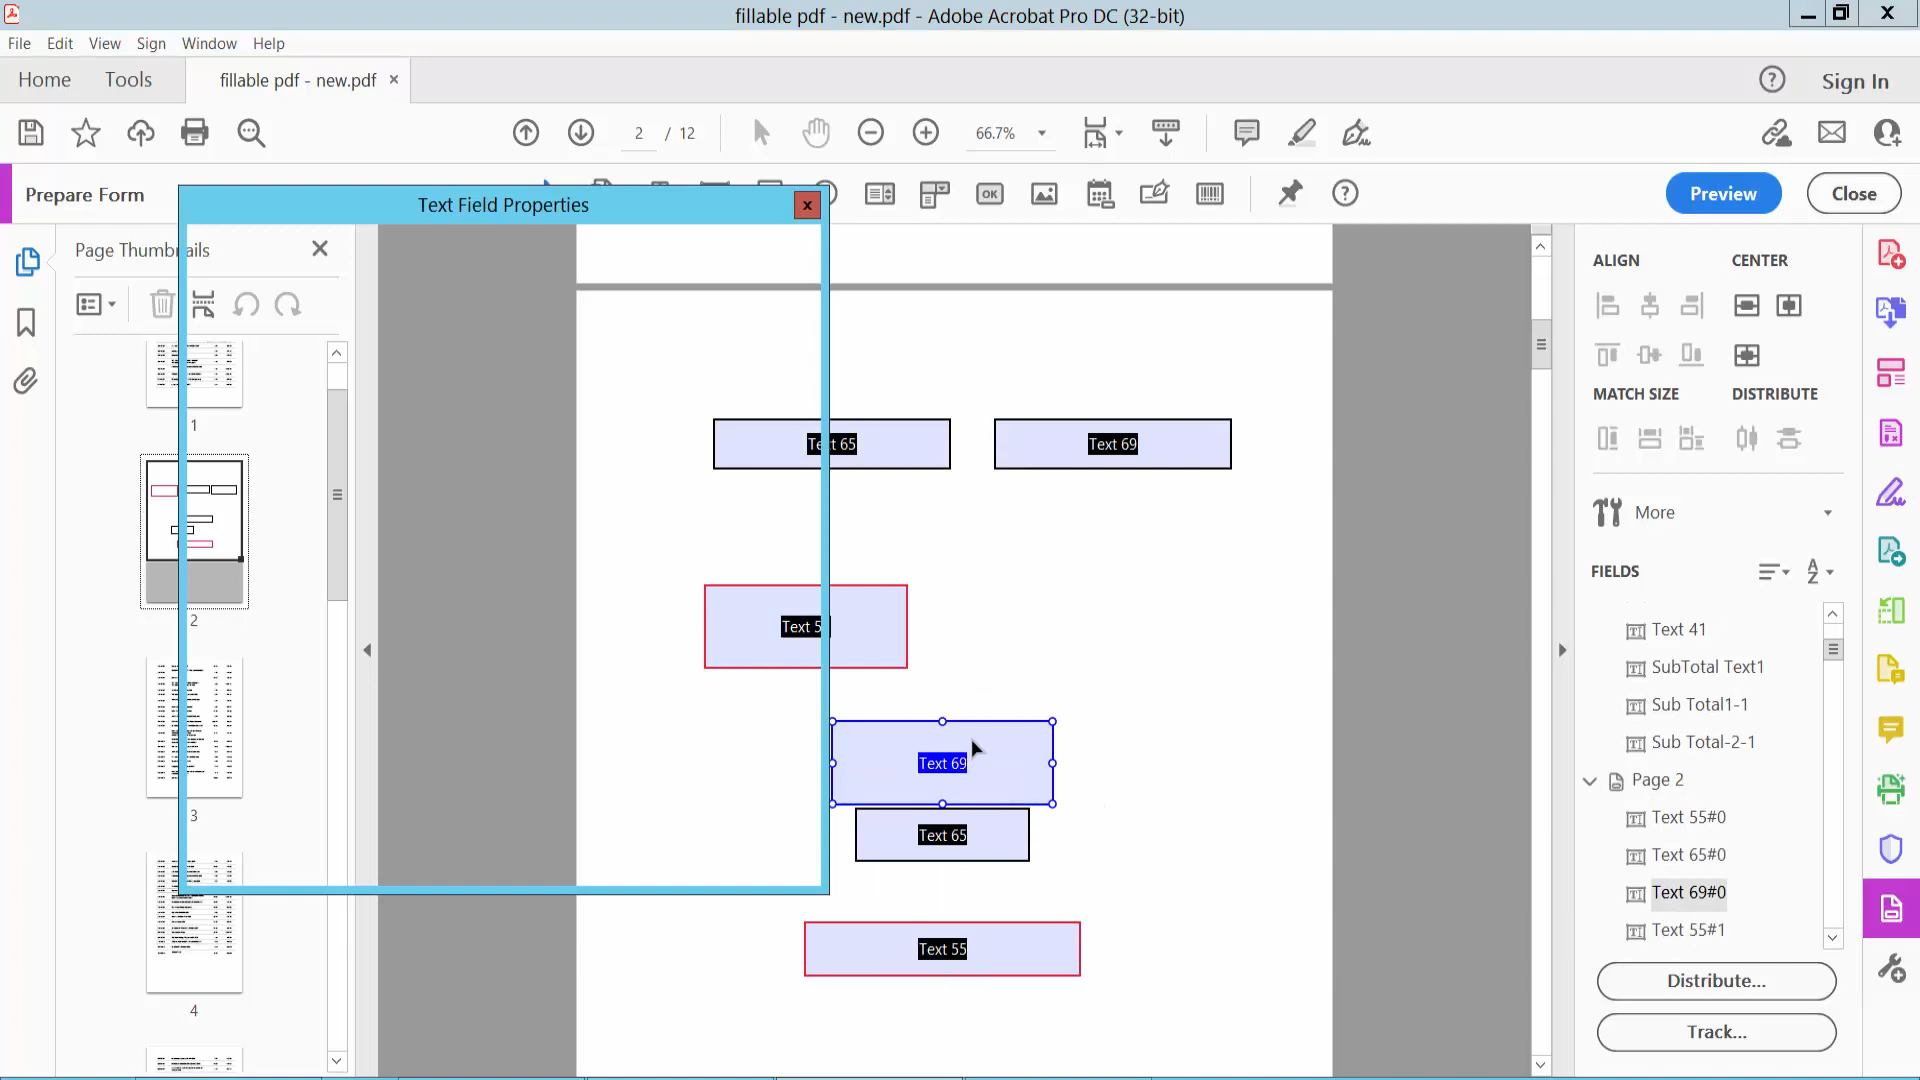 fillable pdf - new.pdf - Adobe Acrobat Pro DC (32-bit)
File Edit View Sign Window Help
Home Tools fillable pdf - new.pdf ×
Sign In
2 / 12
66.7%
Prepare Form
OK
Preview
Close
Text Field Properties
x
Page Thumbnails
1
2
3
4
Text 65
Text 69
Text 5
Text 69
Text 65
Text 55
ALIGN
CENTER
MATCH SIZE
DISTRIBUTE
More
FIELDS
Text 41
SubTotal Text1
Sub Total1-1
Sub Total-2-1
Page 2
Text 55#0
Text 65#0
Text 69#0
Text 55#1
Distribute...
Track...